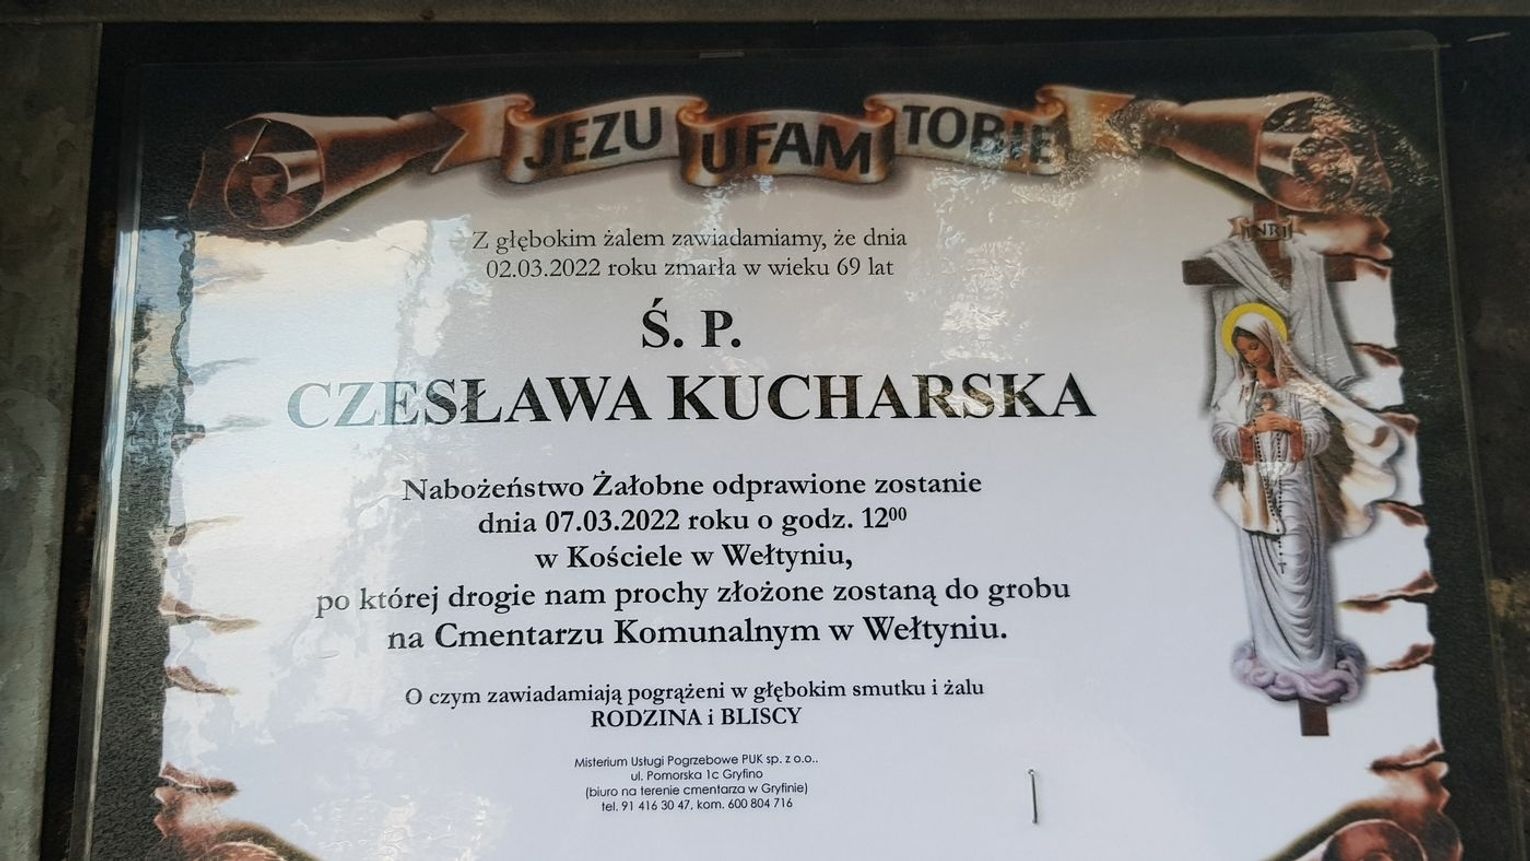 JEZU UFAM TOBIE
INRI
Z głębokim żalem zawiadamiamy, że dnia
02.03.2022 roku zmarła w wieku 69 lat
Ś. P.
CZESŁAWA KUCHARSKA
Nabożeństwo Żałobne odprawione zostanie
dnia 07.03.2022 roku o godz. 12⁰⁰
w Kościele w Wełtyniu,
po której drogie nam prochy złożone zostaną do grobu
na Cmentarzu Komunalnym w Wełtyniu.
O czym zawiadamiają pogrążeni w głębokim smutku i żalu
RODZINA i BLISCY
Misterium Usługi Pogrzebowe PUK sp. z o.o..
ul. Pomorska 1c Gryfino
(biuro na terenie cmentarza w Gryfinie)
tel. 91 416 30 47, kom. 600 804 716